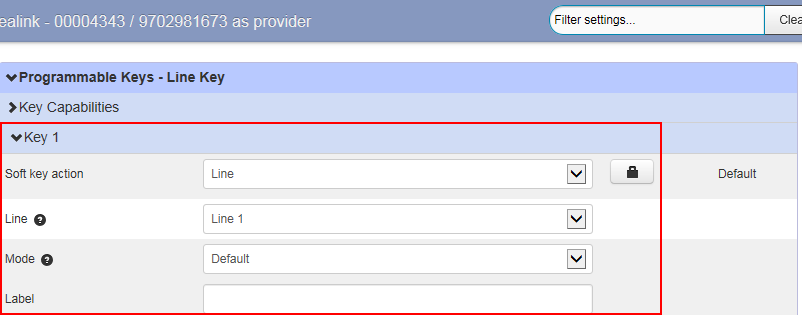 ealink - 00004343 / 9702981673 as provider
Filter settings...
Clea
Programmable Keys - Line Key
Key Capabilities
Key 1
Soft key action Line Default
Line Line 1
Mode Default
Label